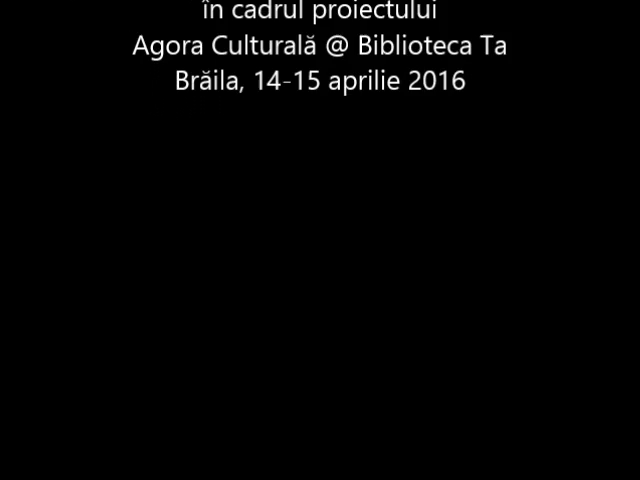 în cadrul proiectului
Agora Culturală @ Biblioteca Ta
Brăila, 14-15 aprilie 2016